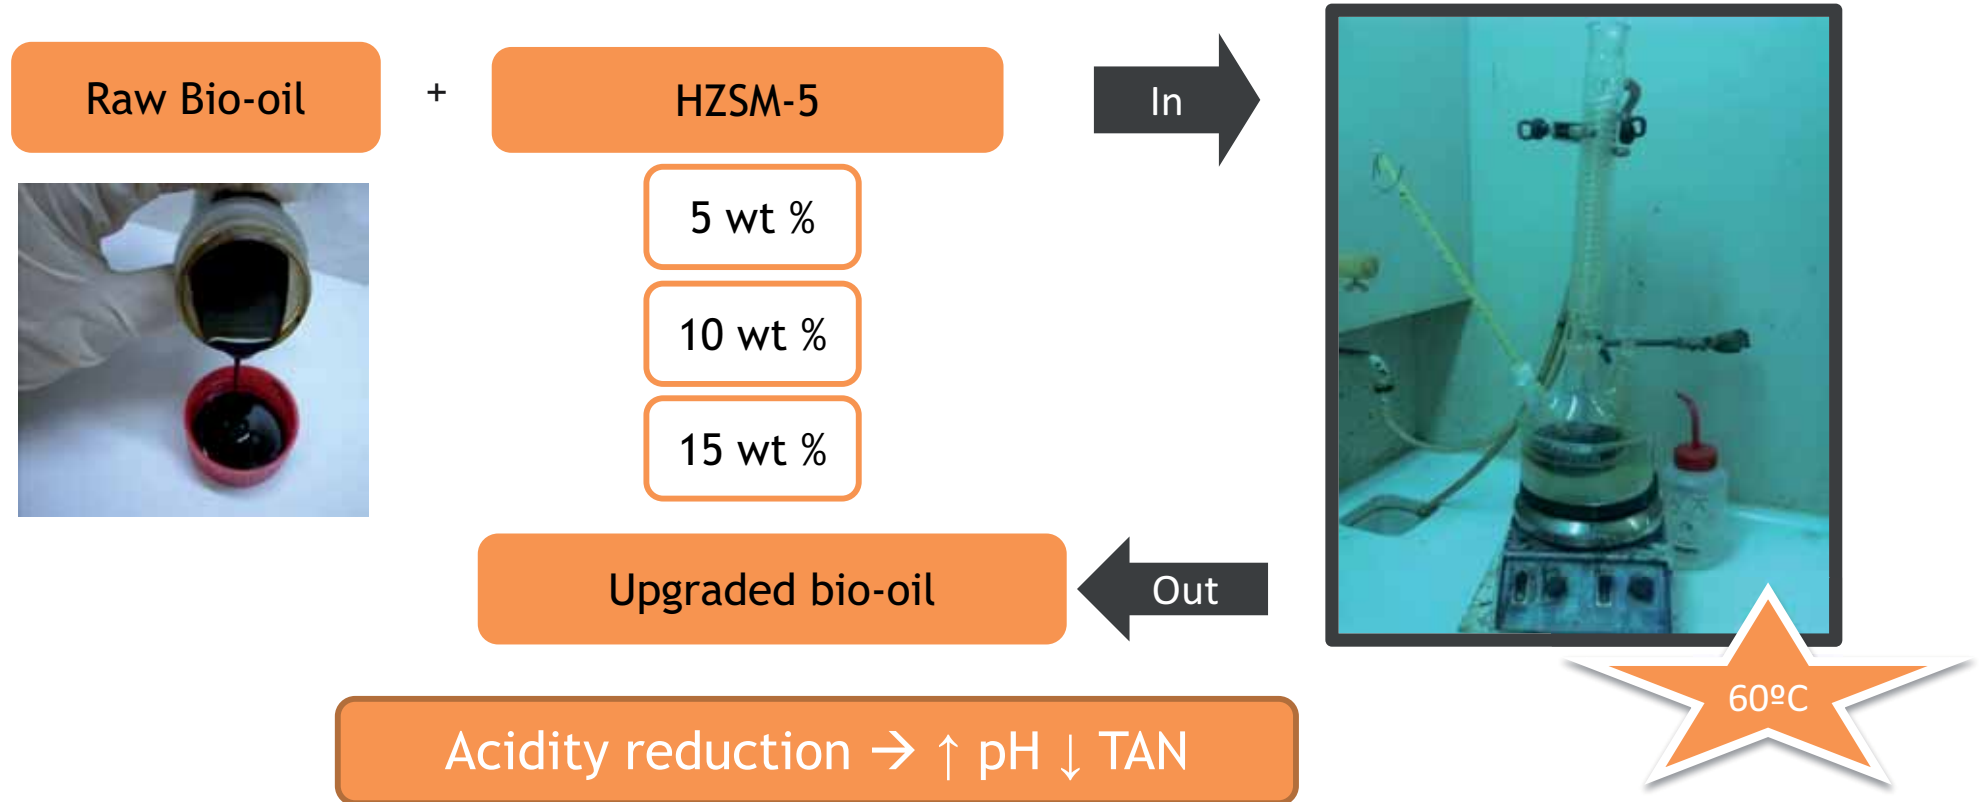 Raw Bio-oil
+
HZSM-5
In
5 wt %
10 wt %
15 wt %
Upgraded bio-oil
Out
60ºC
Acidity reduction → ↑ pH ↓ TAN